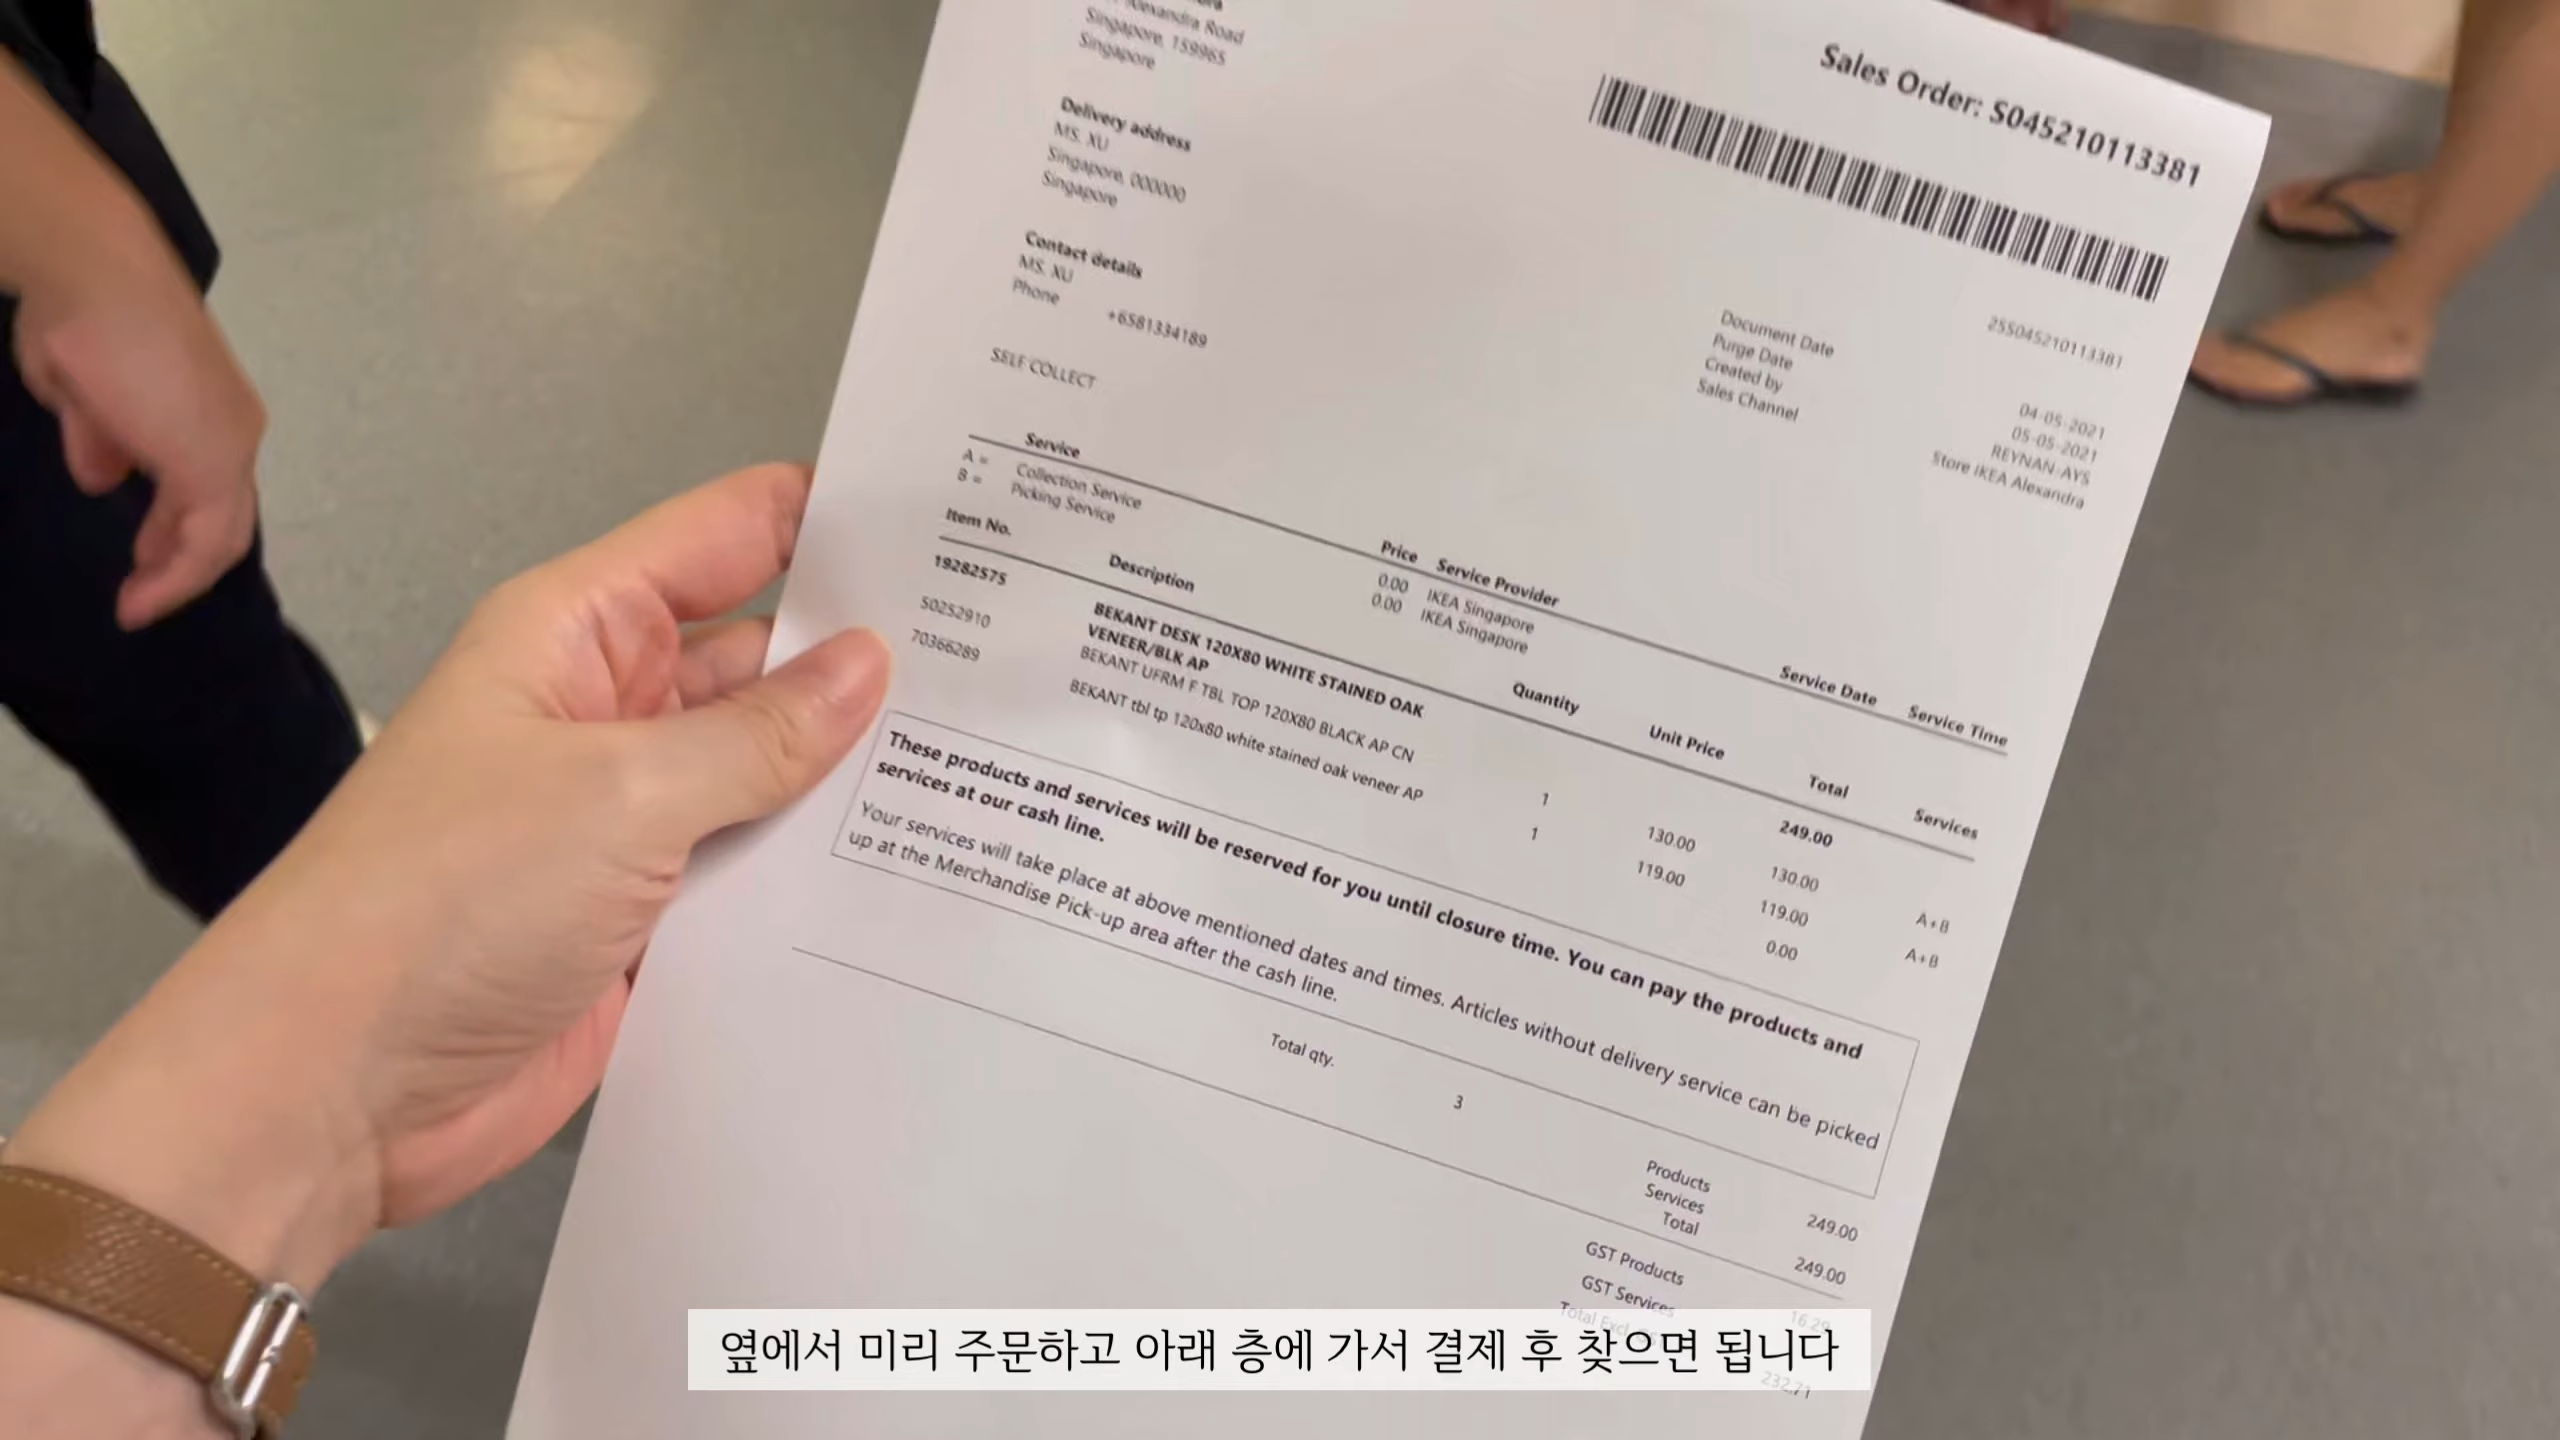 Alexandra Road
Singapore, 159965
Singapore
Sales Order: S045210113381
Delivery address
MS. XU
Singapore, 000000
Singapore
Contact details
MS. XU
Phone +6581334189
SELF COLLECT
255045210113381
Document Date 04-05-2021
Purge Date 05-05-2021
Created by REYNAN-AYS
Sales Channel Store IKEA Alexandra
Service Price Service Provider Service Date Service Time
A = Collection Service 0.00 IKEA Singapore
B = Picking Service 0.00 IKEA Singapore
Item No. Description Quantity Unit Price Total Services
19282575 BEKANT DESK 120X80 WHITE STAINED OAK 249.00
VENEER/BLK AP
50252910 BEKANT UFRM F TBL TOP 120X80 BLACK AP CN 1 130.00 130.00 A+B
70366289 BEKANT tbl tp 120x80 white stained oak veneer AP 1 119.00 119.00 A+B
0.00
These products and services will be reserved for you until closure time. You can pay the products and
services at our cash line.
Your services will take place at above mentioned dates and times. Articles without delivery service can be picked
up at the Merchandise Pick-up area after the cash line.
Total qty. 3
Products 249.00
Services
Total 249.00
GST Products 16.29
GST Services
Total Excl.
232.71
옆에서 미리 주문하고 아래 층에 가서 결제 후 찾으면 됩니다